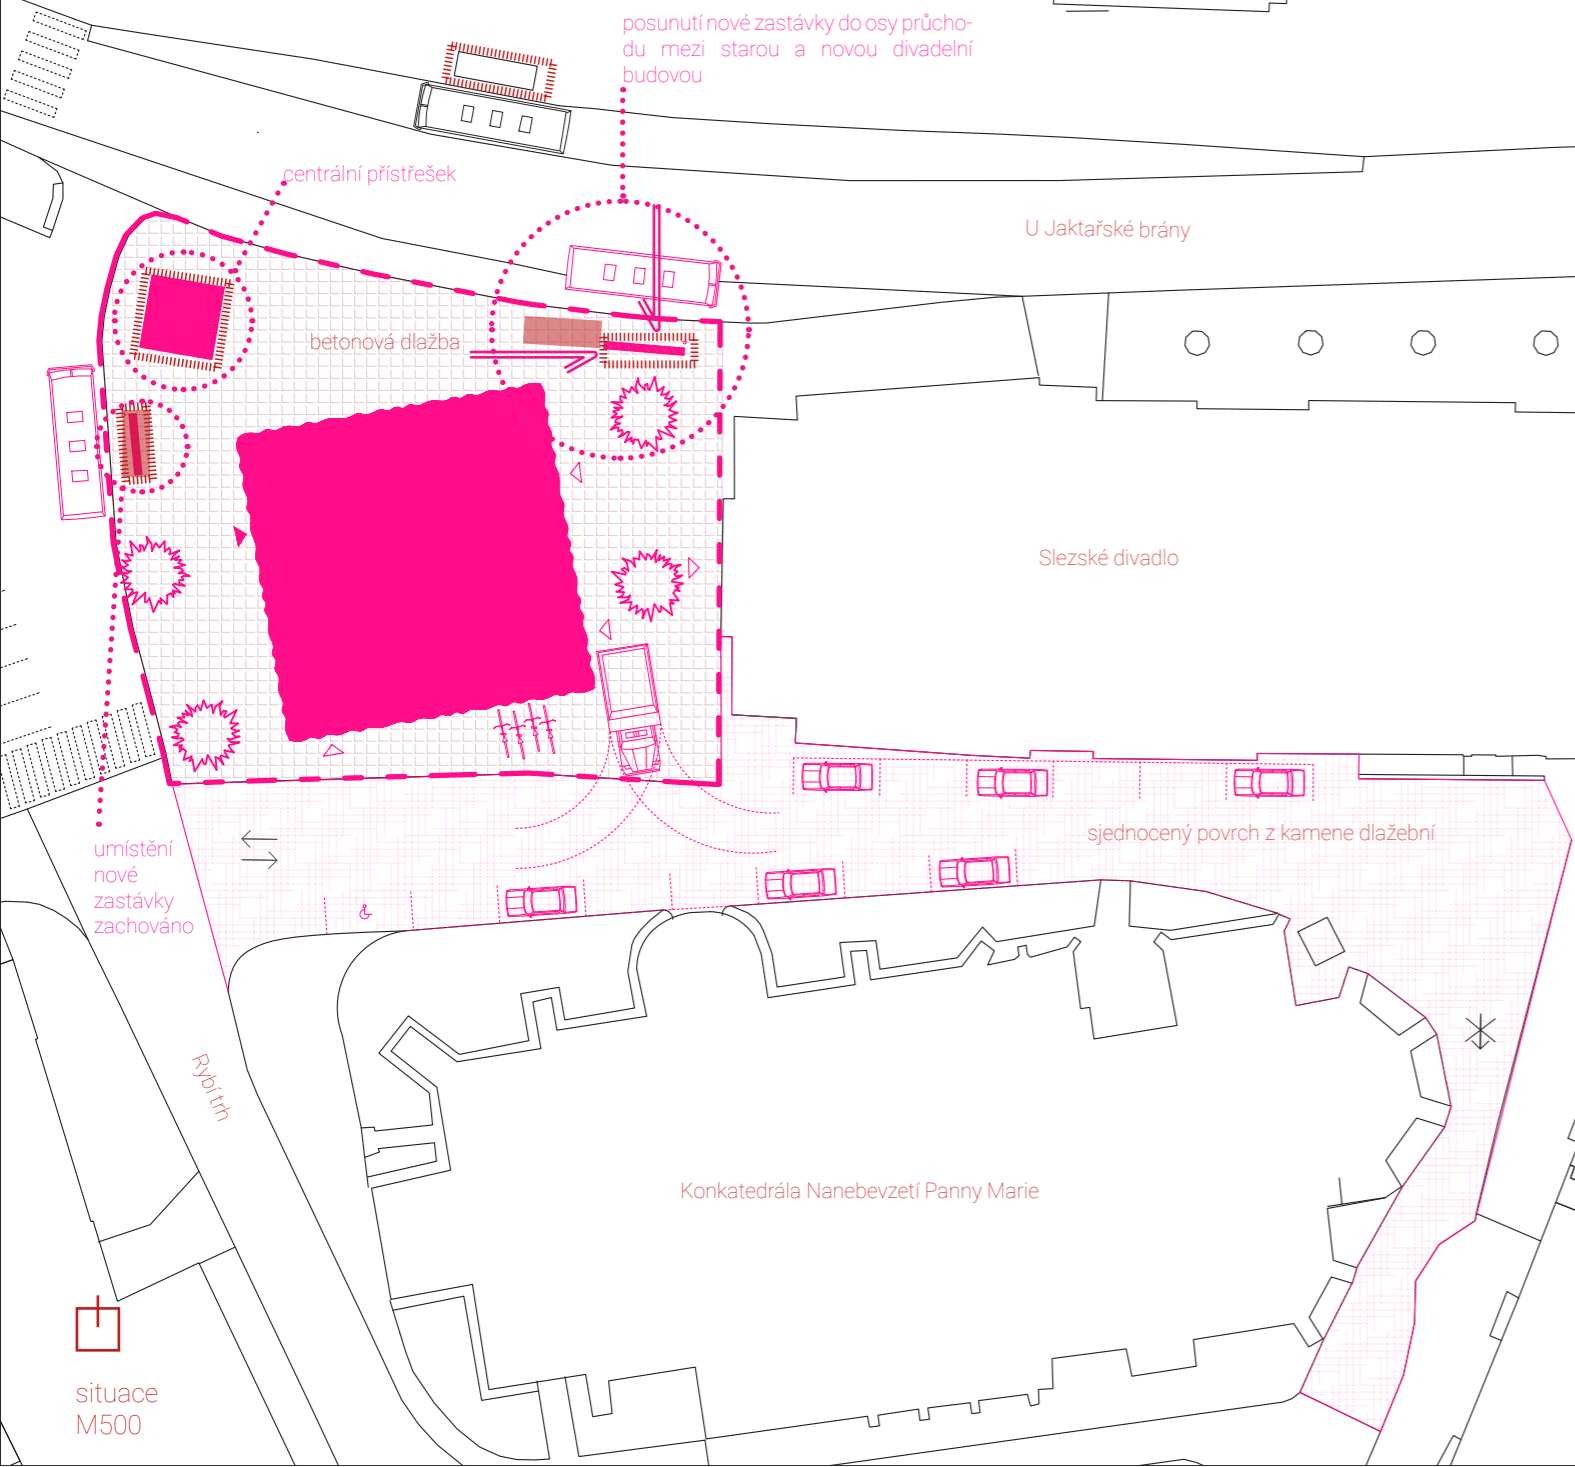 posunutí nové zastávky do osy průcho-
du mezi starou a novou divadelní
budovou
centrální přístřešek
U Jaktařské brány
betonová dlažba
Slezské divadlo
sjednocený povrch z kamene dlažební
umístění
nové
zastávky
zachováno
Rybí trh
Konkatedrála Nanebevzetí Panny Marie
situace
M500